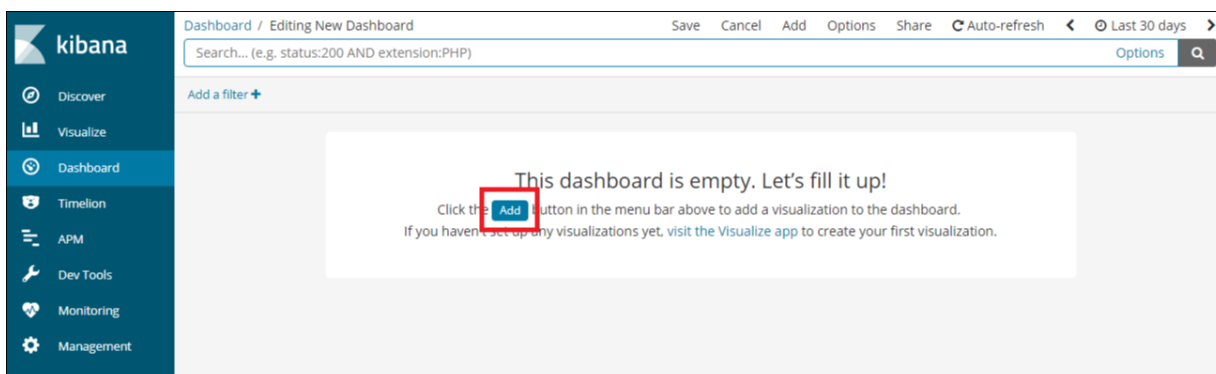 kibana
Discover
Visualize
Dashboard
Timelion
APM
Dev Tools
Monitoring
Management
Dashboard / Editing New Dashboard
Save Cancel Add Options Share Auto-refresh Last 30 days
Search... (e.g. status:200 AND extension:PHP) Options
Add a filter +
This dashboard is empty. Let's fill it up!
Click the Add button in the menu bar above to add a visualization to the dashboard.
If you haven't set up any visualizations yet, visit the Visualize app to create your first visualization.